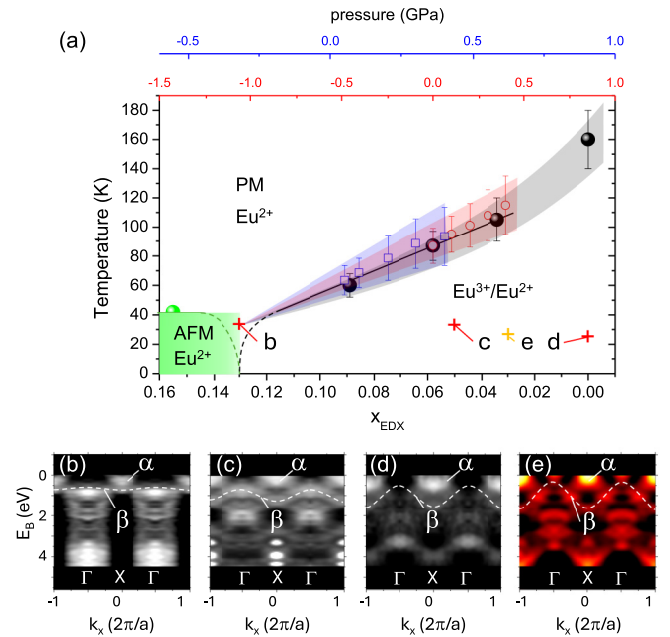 pressure (GPa)
(a)
-0.5 0.0 0.5 1.0
-1.5 -1.0 -0.5 0.0 0.5 1.0
180
160
140
120
100
80
60
40
20
0
Temperature (K)
PM
Eu2+
Eu3+/Eu2+
AFM
Eu2+
b
c
e
d
0.16 0.14 0.12 0.10 0.08 0.06 0.04 0.02 0.00
xEDX
(b) α
(c) α
(d) α
(e) α
β
β
β
β
0
2
4
EB (eV)
Γ X Γ
Γ X Γ
Γ X Γ
Γ X Γ
-1 0 1
-1 0 1
-1 0 1
-1 0 1
kx (2π/a)
kx (2π/a)
kx (2π/a)
kx (2π/a)